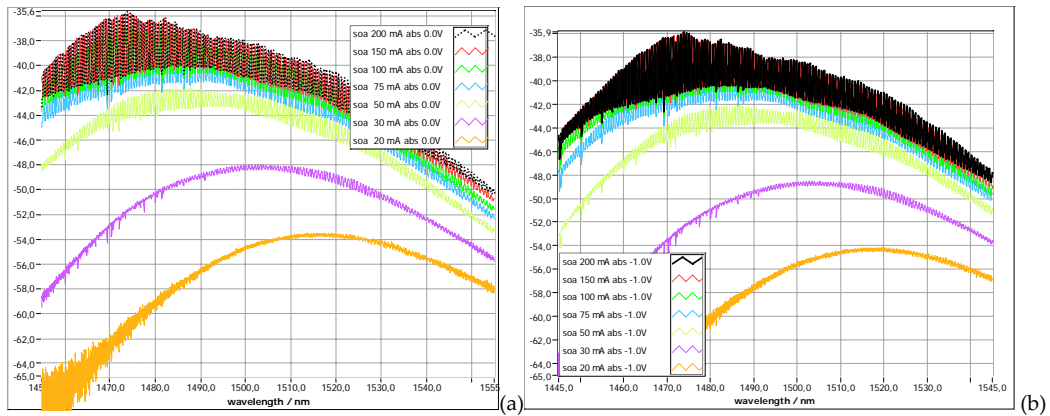 -35,6
-38,0
-40,0
-42,0
-44,0
-46,0
-48,0
-50,0
-52,0
-54,0
-56,0
-58,0
-60,0
-62,0
-64,0
-65,0
soa 200 mA abs 0.0V
soa 150 mA abs 0.0V
soa 100 mA abs 0.0V
soa 75 mA abs 0.0V
soa 50 mA abs 0.0V
soa 30 mA abs 0.0V
soa 20 mA abs 0.0V
145 1470,0 1480,0 1490,0 1500,0 1510,0 1520,0 1530,0 1540,0 1555
wavelength / nm
(a)
-35,9
-38,0
-40,0
-42,0
-44,0
-46,0
-48,0
-50,0
-52,0
-54,0
-56,0
-58,0
-60,0
-62,0
-64,0
-65,0
soa 200 mA abs -1.0V
soa 150 mA abs -1.0V
soa 100 mA abs -1.0V
soa 75 mA abs -1.0V
soa 50 mA abs -1.0V
soa 30 mA abs -1.0V
soa 20 mA abs -1.0V
1445,0 1460,0 1470,0 1480,0 1490,0 1500,0 1510,0 1520,0 1530,0 1545,0
wavelength / nm
(b)